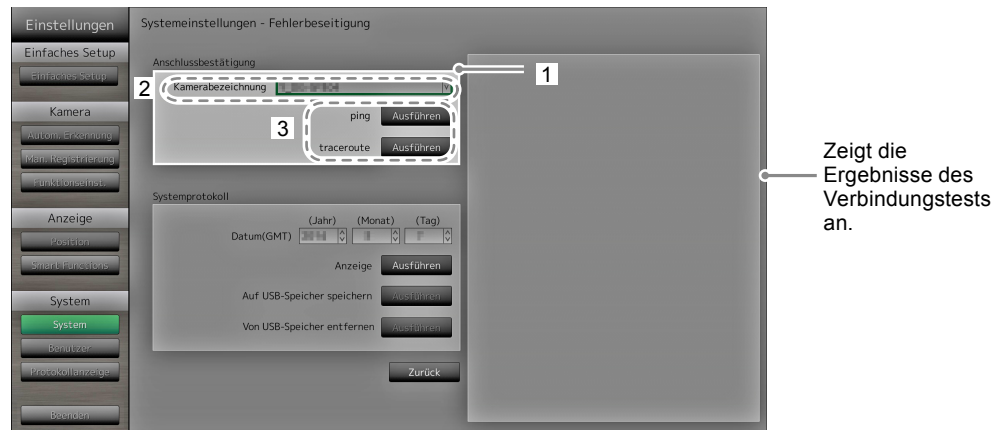 Einstellungen
Einfaches Setup
Einfaches Setup
Kamera
Autom. Erkennung
Man. Registrierung
Funktionseinst.
Anzeige
Position
Smart Functions
System
System
Benutzer
Protokollanzeige
Beenden
Systemeinstellungen - Fehlerbeseitigung
Anschlussbestätigung
1
2
Kamerabezeichnung
3
ping Ausführen
traceroute Ausführen
Systemprotokoll
(Jahr) (Monat) (Tag)
Datum(GMT)
Anzeige Ausführen
Auf USB-Speicher speichern Ausführen
Von USB-Speicher entfernen Ausführen
Zurück
Zeigt die
Ergebnisse des
Verbindungstests
an.